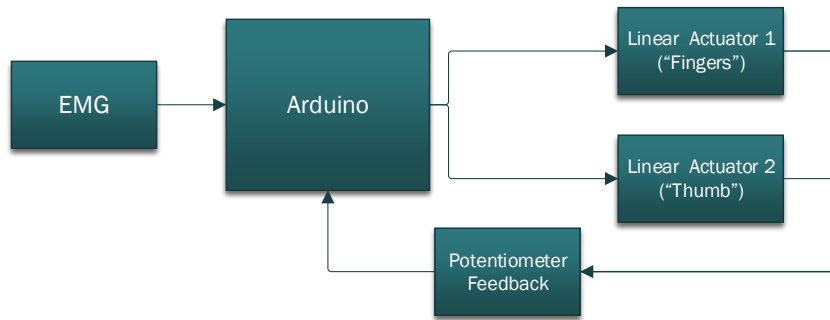 EMG
Arduino
Linear Actuator 1
(“Fingers”)
Linear Actuator 2
(“Thumb”)
Potentiometer
Feedback